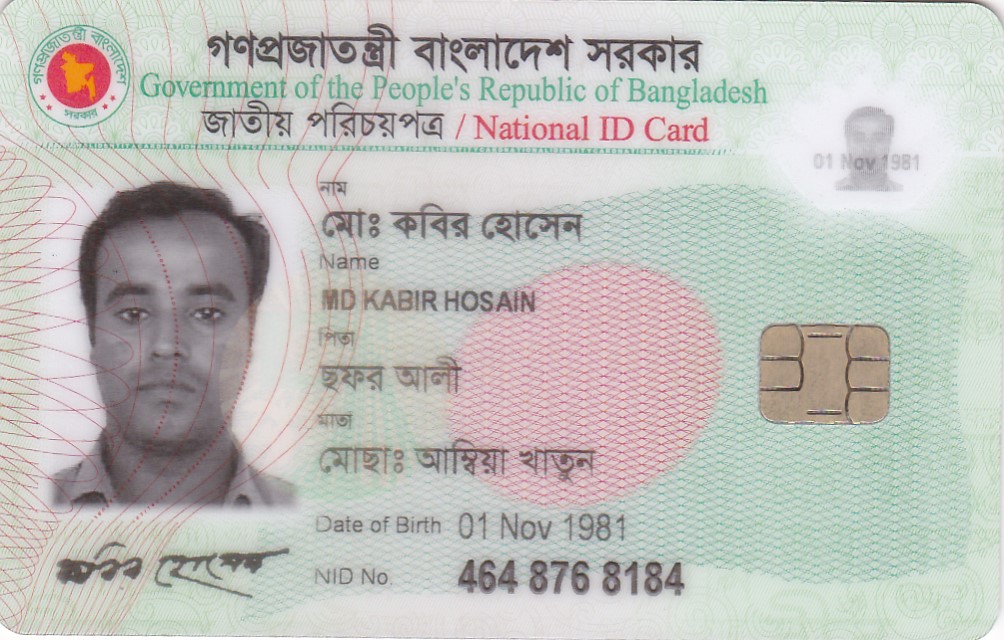 গণপ্রজাতন্ত্রী বাংলাদেশ সরকার
গণপ্রজাতন্ত্রী বাংলাদেশ
সরকার
Government of the People's Republic of Bangladesh
জাতীয় পরিচয়পত্র / National ID Card
01 Nov 1981
নাম
মোঃ কবির হোসেন
Name
MD KABIR HOSAIN
পিতা
ছফর আলী
মাতা
মোছাঃ আম্বিয়া খাতুন
Date of Birth 01 Nov 1981
কবির হোসেন
NID No. 464 876 8184